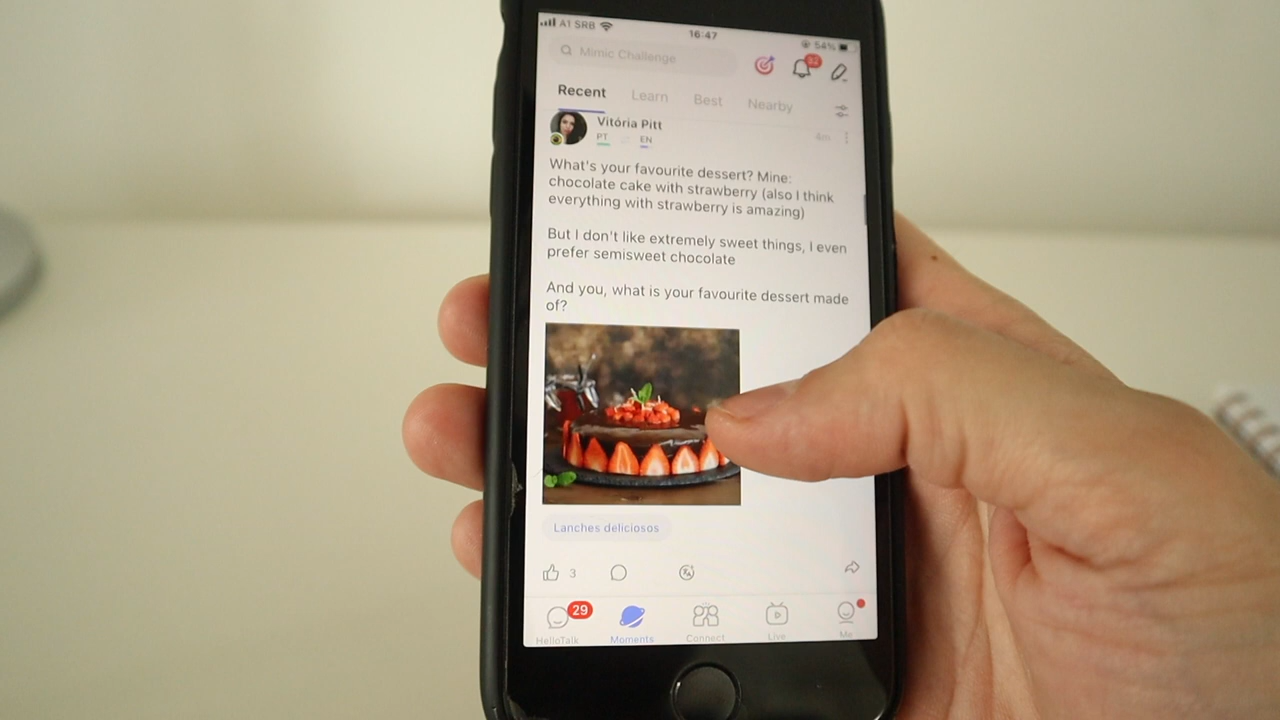 A1 SRB
16:47
54%
Mimic Challenge
32
Recent Learn Best Nearby
Vitória Pitt
4m
PT EN
What's your favourite dessert? Mine:
chocolate cake with strawberry (also I think
everything with strawberry is amazing)
But I don't like extremely sweet things, I even
prefer semisweet chocolate
And you, what is your favourite dessert made
of?
Lanches deliciosos
3
29
HelloTalk Moments Connect Live Me